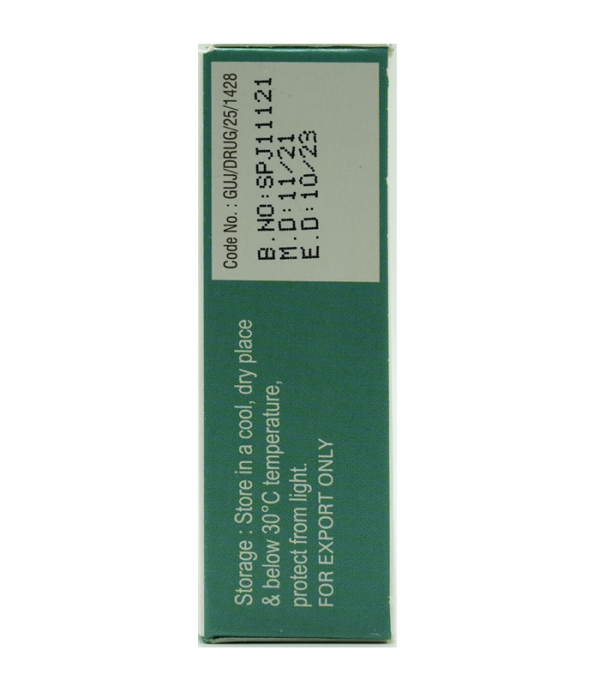 Code No. : GUJ/DRUG/25/1428
B.NO:SPJ11121
M.D:11/21
E.D:10/23
Storage : Store in a cool, dry place
& below 30°C temperature,
protect from light.
FOR EXPORT ONLY